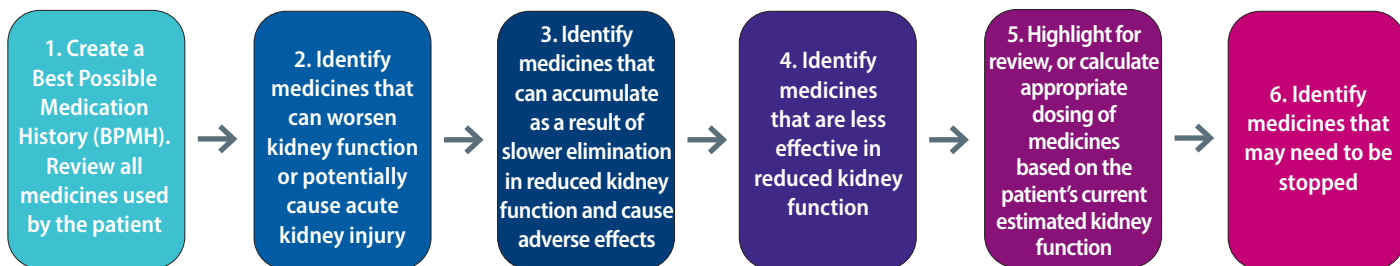 1. Create a
Best Possible
Medication
History (BPMH).
Review all
medicines used
by the patient
2. Identify
medicines that
can worsen
kidney function
or potentially
cause acute
kidney injury
3. Identify
medicines that
can accumulate
as a result of
slower elimination
in reduced kidney
function and cause
adverse effects
4. Identify
medicines
that are less
effective in
reduced kidney
function
5. Highlight for
review, or calculate
appropriate
dosing of
medicines
based on the
patient’s current
estimated kidney
function
6. Identify
medicines that
may need to be
stopped